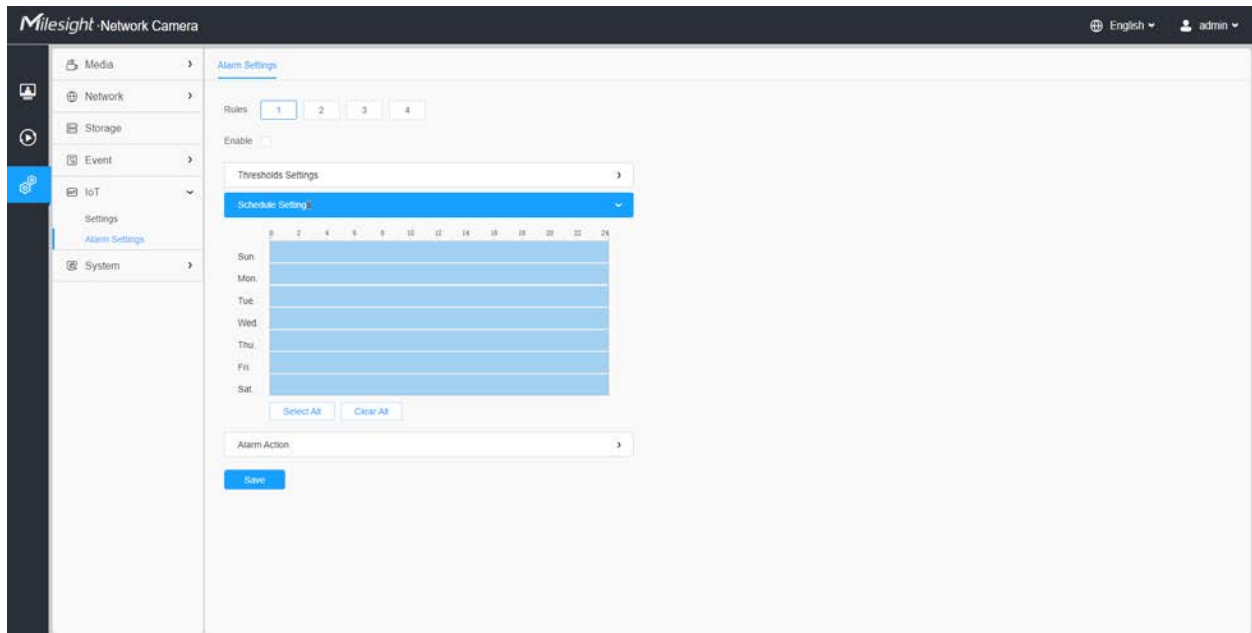 Milesight·Network Camera
English
admin
Media
Network
Storage
Event
IoT
Settings
Alarm Settings
System
Alarm Settings
Rules 1 2 3 4
Enable
Thresholds Settings
Schedule Settings
0 2 4 6 8 10 12 14 16 18 20 22 24
Sun.
Mon.
Tue.
Wed.
Thu.
Fri.
Sat.
Select All Clear All
Alarm Action
Save